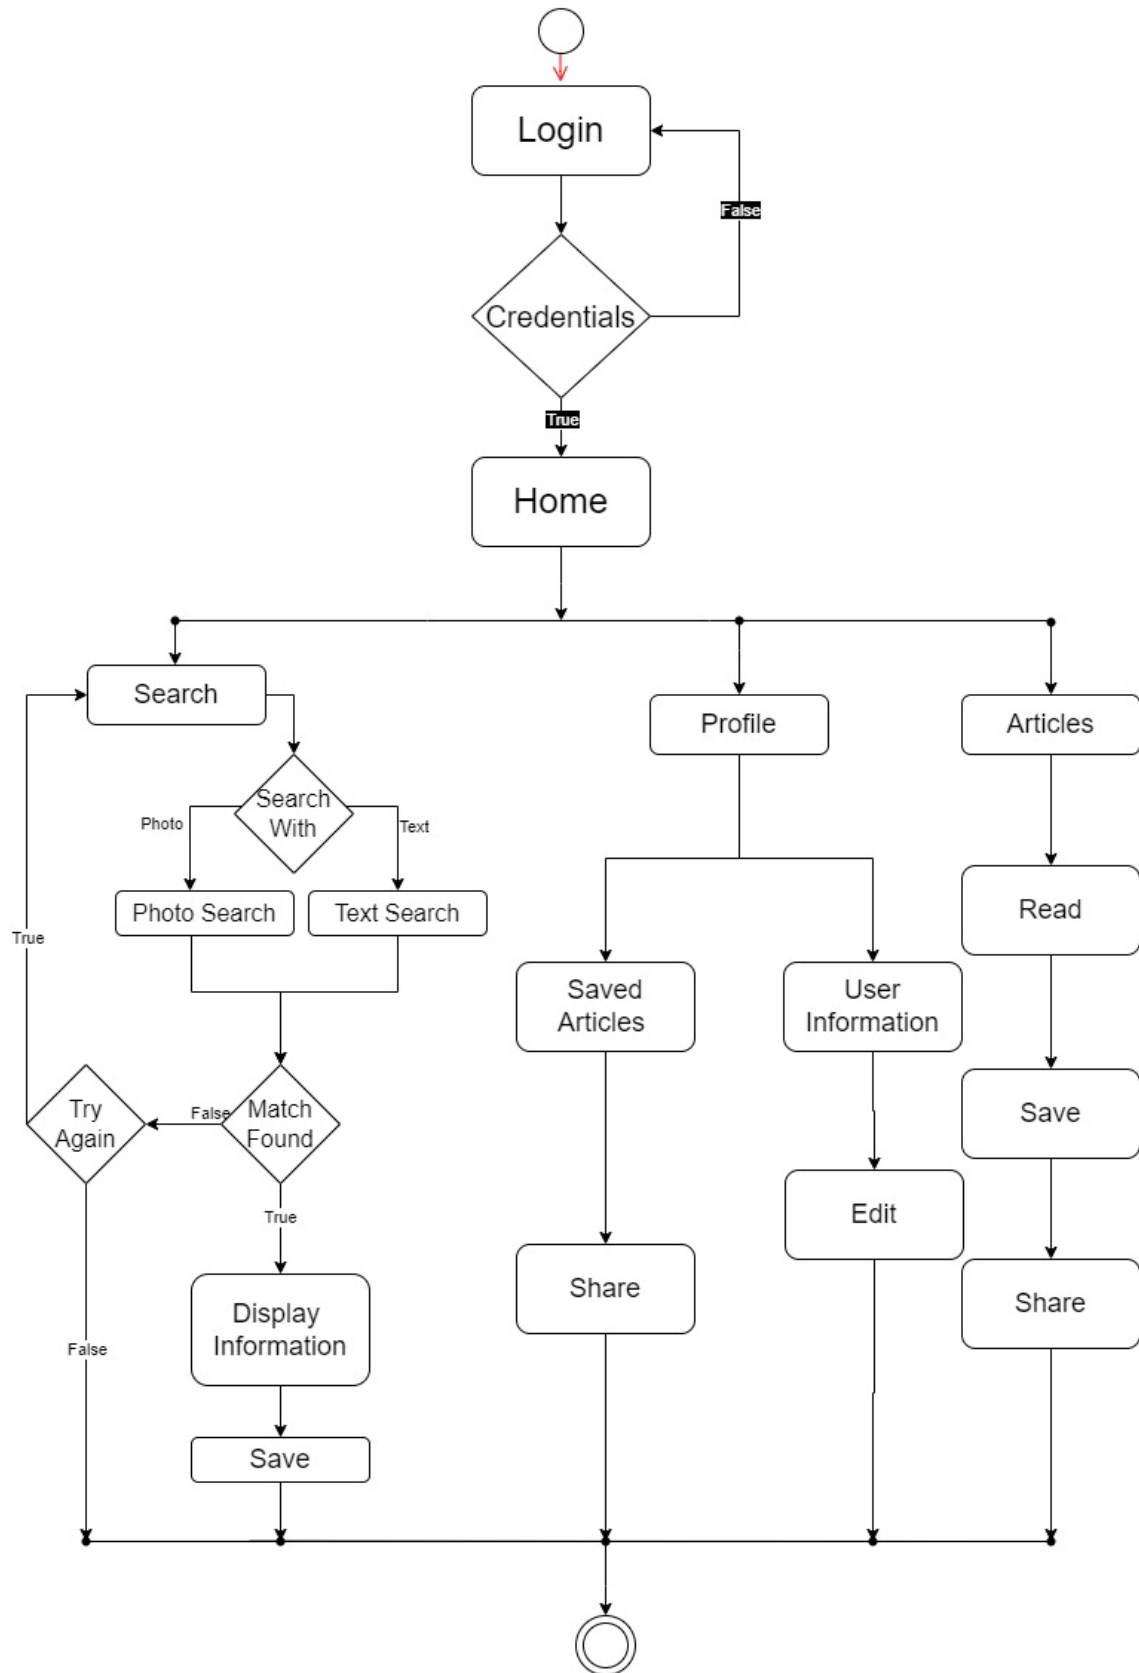 Login
False
Credentials
True
Home
Search
Profile
Articles
Search
With
Photo
Text
Photo Search
Text Search
Read
True
Saved
Articles
User
Information
Try
Again
False
Match
Found
Save
True
Edit
Display
Information
Share
Share
False
Save